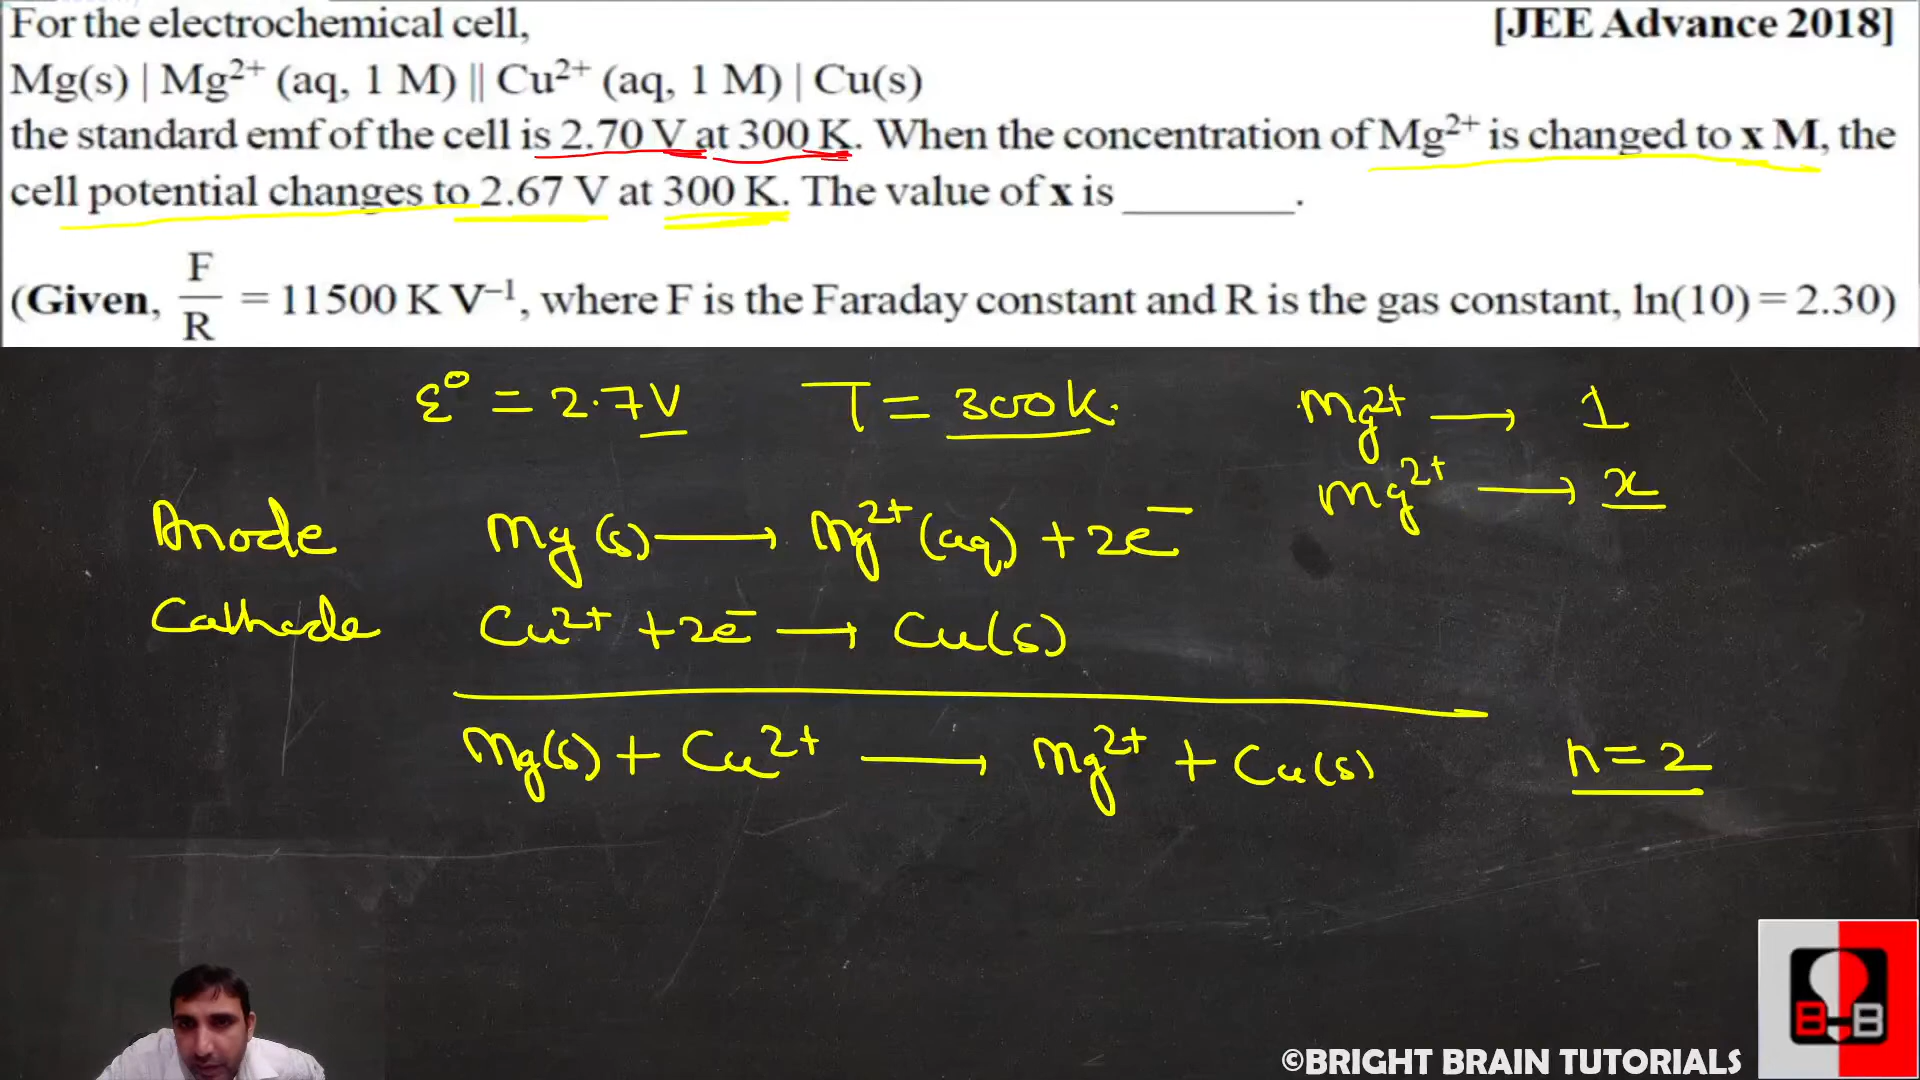 For the electrochemical cell, [JEE Advance 2018]
Mg(s) | Mg²⁺ (aq, 1 M) || Cu²⁺ (aq, 1 M) | Cu(s)
the standard emf of the cell is 2.70 V at 300 K. When the concentration of Mg²⁺ is changed to x M, the
cell potential changes to 2.67 V at 300 K. The value of x is ________.
(Given, F/R = 11500 K V⁻¹, where F is the Faraday constant and R is the gas constant, ln(10) = 2.30)
ε⁰ = 2.7V T = 300K. Mg²⁺ → 1
Mg²⁺ → x
Anode Mg(s) → Mg²⁺(aq) + 2e⁻
Cathode Cu²⁺ + 2e⁻ → Cu(s)
Mg(s) + Cu²⁺ → Mg²⁺ + Cu(s) n = 2
B B
©BRIGHT BRAIN TUTORIALS